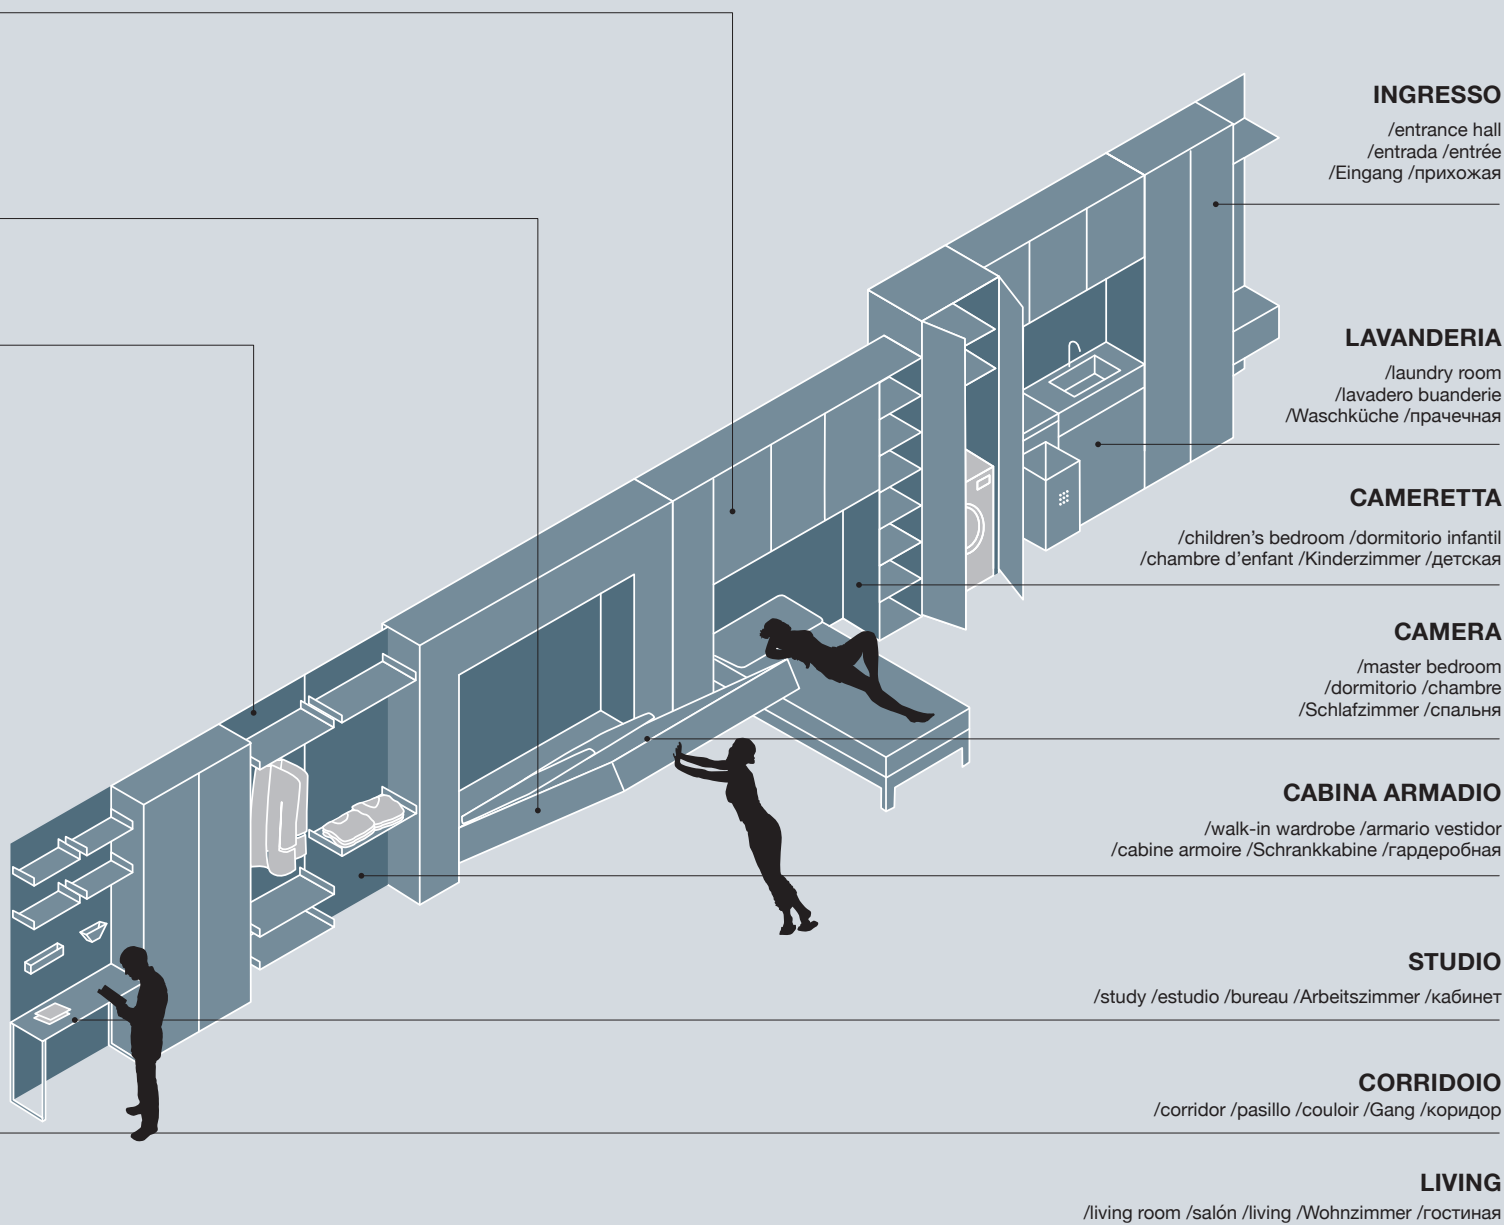 INGRESSO
/entrance hall
/entrada /entrée
/Eingang /прихожая
LAVANDERIA
/laundry room
/lavadero buanderie
/Waschküche /прачечная
CAMERETTA
/children's bedroom /dormitorio infantil
/chambre d'enfant /Kinderzimmer /детская
CAMERA
/master bedroom
/dormitorio /chambre
/Schlafzimmer /спальня
CABINA ARMADIO
/walk-in wardrobe /armario vestidor
/cabine armoire /Schrankkabine /гардеробная
STUDIO
/study /estudio /bureau /Arbeitszimmer /кабинет
CORRIDOIO
/corridor /pasillo /couloir /Gang /коридор
LIVING
/living room /salón /living /Wohnzimmer /гостиная